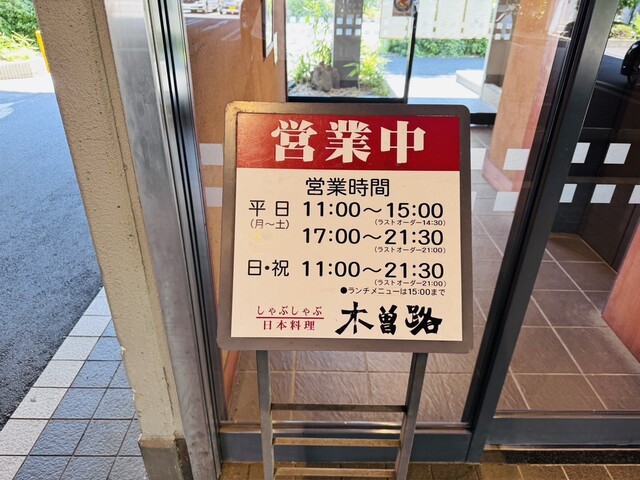 営業中
営業時間
平日 11:00～15:00
(月～土) (ラストオーダー14:30)
17:00～21:30
(ラストオーダー21:00)
日・祝 11:00～21:30
(ラストオーダー21:00)
●ランチメニューは15:00まで
しゃぶしゃぶ
日本料理
木曽路